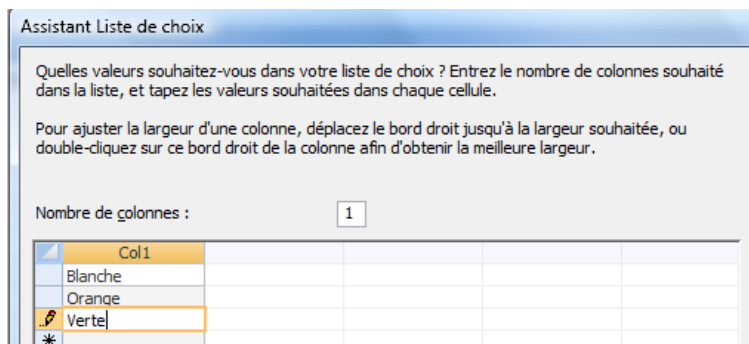 Assistant Liste de choix
Quelles valeurs souhaitez-vous dans votre liste de choix ? Entrez le nombre de colonnes souhaité
dans la liste, et tapez les valeurs souhaitées dans chaque cellule.
Pour ajuster la largeur d'une colonne, déplacez le bord droit jusqu'à la largeur souhaitée, ou
double-cliquez sur ce bord droit de la colonne afin d'obtenir la meilleure largeur.
Nombre de colonnes : 1
Col1
Blanche
Orange
Verte